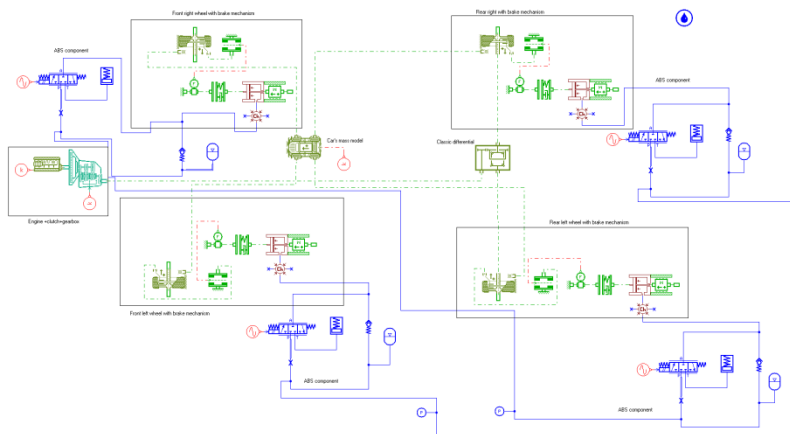 Front right wheel with brake mechanism
Rear right with brake mechanism
ABS component
ABS component
Car's mass model
Classic differential
Engine +clutch+gearbox
Rear left wheel with brake mechanism
Front left wheel with brake mechanism
ABS component
ABS component